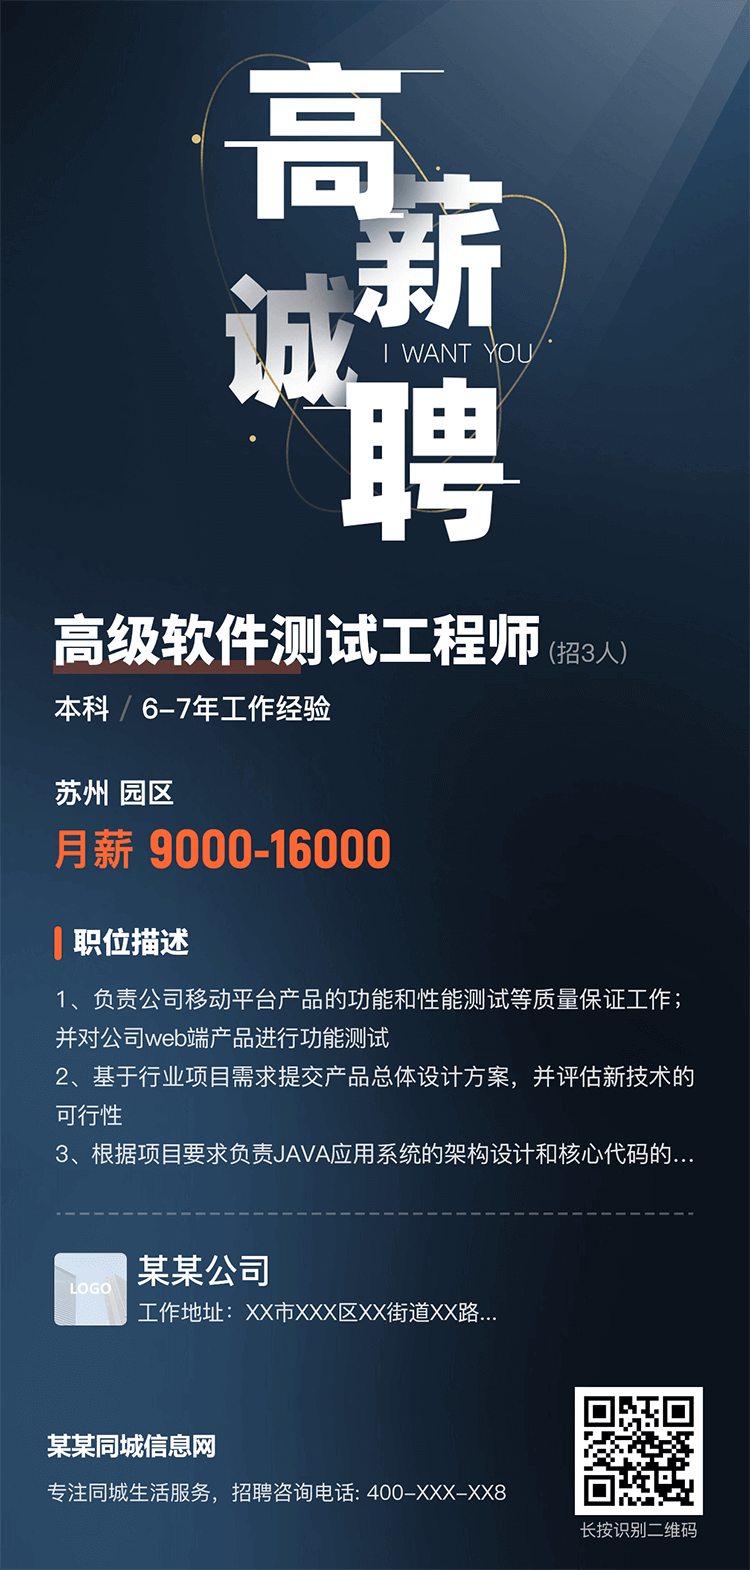 高薪
诚聘
I WANT YOU
高级软件测试工程师 (招3人)
本科 / 6-7年工作经验
苏州 园区
月薪 9000-16000
职位描述
1、负责公司移动平台产品的功能和性能测试等质量保证工作；
并对公司web端产品进行功能测试
2、基于行业项目需求提交产品总体设计方案，并评估新技术的
可行性
3、根据项目要求负责JAVA应用系统的架构设计和核心代码的...
LOGO
某某公司
工作地址：XX市XXX区XX街道XX路...
某某同城信息网
专注同城生活服务，招聘咨询电话: 400-XXX-XX8
长按识别二维码